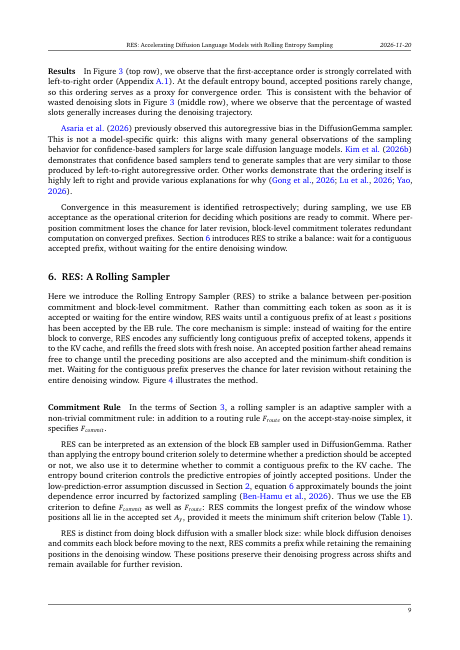 RES: Accelerating Diffusion Language Models with Rolling Entropy Sampling 2026-11-20
Results In Figure 3 (top row), we observe that the first-acceptance order is strongly correlated with
left-to-right order (Appendix A.1). At the default entropy bound, accepted positions rarely change,
so this ordering serves as a proxy for convergence order. This is consistent with the behavior of
wasted denoising slots in Figure 3 (middle row), where we observe that the percentage of wasted
slots generally increases during the denoising trajectory.
Asaria et al. (2026) previously observed this autoregressive bias in the DiffusionGemma sampler.
This is not a model-specific quirk: this aligns with many general observations of the sampling
behavior for confidence-based samplers for large scale diffusion language models. Kim et al. (2026b)
demonstrates that confidence based samplers tend to generate samples that are very similar to those
produced by left-to-right autoregressive order. Other works demonstrate that the ordering itself is
highly left to right and provide various explanations for why (Gong et al., 2026; Lu et al., 2026; Yao,
2026).
Convergence in this measurement is identified retrospectively; during sampling, we use EB
acceptance as the operational criterion for deciding which positions are ready to commit. Where per-
position commitment loses the chance for later revision, block-level commitment tolerates redundant
computation on converged prefixes. Section 6 introduces RES to strike a balance: wait for a contiguous
accepted prefix, without waiting for the entire denoising window.
6. RES: A Rolling Sampler
Here we introduce the Rolling Entropy Sampler (RES) to strike a balance between per-position
commitment and block-level commitment. Rather than committing each token as soon as it is
accepted or waiting for the entire window, RES waits until a contiguous prefix of at least s positions
has been accepted by the EB rule. The core mechanism is simple: instead of waiting for the entire
block to converge, RES encodes any sufficiently long contiguous prefix of accepted tokens, appends it
to the KV cache, and refills the freed slots with fresh noise. An accepted position farther ahead remains
free to change until the preceding positions are also accepted and the minimum-shift condition is
met. Waiting for the contiguous prefix preserves the chance for later revision without retaining the
entire denoising window. Figure 4 illustrates the method.
Commitment Rule In the terms of Section 3, a rolling sampler is an adaptive sampler with a
non-trivial commitment rule: in addition to a routing rule F_route on the accept-stay-noise simplex, it
specifies F_commit.
RES can be interpreted as an extension of the block EB sampler used in DiffusionGemma. Rather
than applying the entropy bound criterion solely to determine whether a prediction should be accepted
or not, we also use it to determine whether to commit a contiguous prefix to the KV cache. The
entropy bound criterion controls the predictive entropies of jointly accepted positions. Under the
low-prediction-error assumption discussed in Section 2, equation 6 approximately bounds the joint
dependence error incurred by factorized sampling (Ben-Hamu et al., 2026). Thus we use the EB
criterion to define F_commit as well as F_route: RES commits the longest prefix of the window whose
positions all lie in the accepted set A_γ, provided it meets the minimum shift criterion below (Table 1).
RES is distinct from doing block diffusion with a smaller block size: while block diffusion denoises
and commits each block before moving to the next, RES commits a prefix while retaining the remaining
positions in the denoising window. These positions preserve their denoising progress across shifts and
remain available for further revision.
9